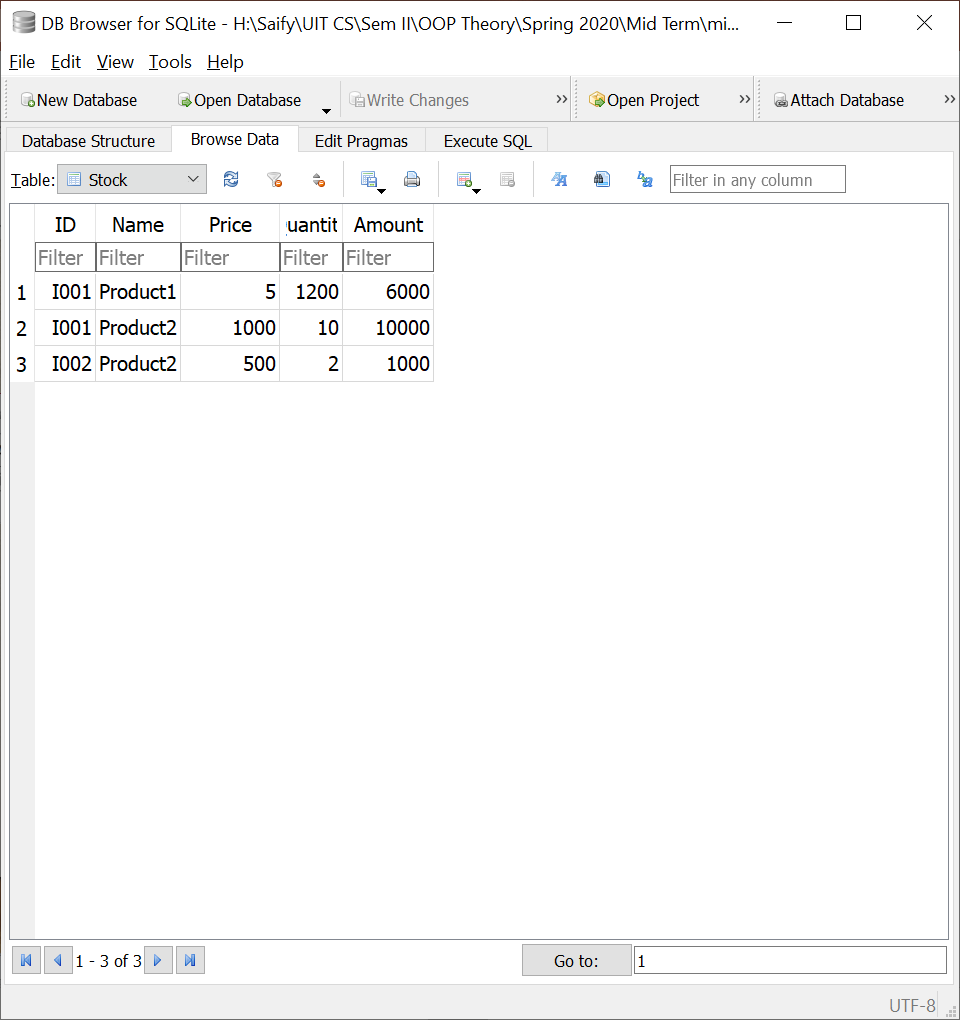 DB Browser for SQLite - H:\Saify\UIT CS\Sem II\OOP Theory\Spring 2020\Mid Term\mi...
File Edit View Tools Help
New Database Open Database Write Changes » Open Project » Attach Database »
Database Structure Browse Data Edit Pragmas Execute SQL
Table: Stock Filter in any column
ID Name Price uantit Amount
Filter Filter Filter Filter Filter
1 I001 Product1 5 1200 6000
2 I001 Product2 1000 10 10000
3 I002 Product2 500 2 1000
1 - 3 of 3 Go to: 1
UTF-8